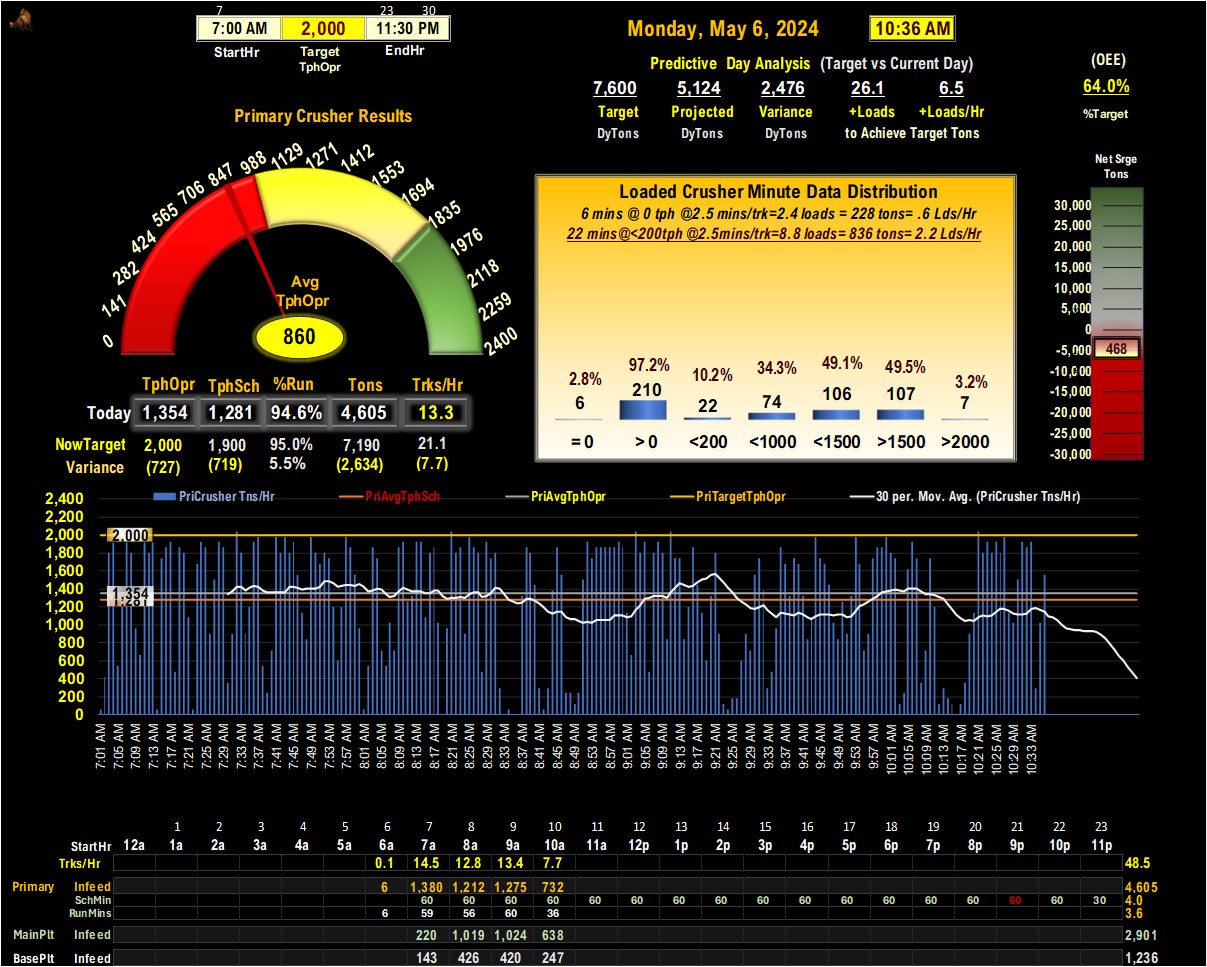 7 23 30
7:00 AM 2,000 11:30 PM
StartHr Target TphOpr EndHr
Monday, May 6, 2024 10:36 AM
Predictive Day Analysis (Target vs Current Day)
7,600 5,124 2,476 26.1 6.5
Target Projected Variance +Loads +Loads/Hr
DyTons DyTons DyTons to Achieve Target Tons
(OEE)
64.0%
%Target
Primary Crusher Results
0 141 282 424 565 706 847 988 1129 1271 1412 1553 1694 1835 1976 2118 2259 2400
Avg
TphOpr
860
TphOpr TphSch %Run Tons Trks/Hr
Today 1,354 1,281 94.6% 4,605 13.3
NowTarget 2,000 1,900 95.0% 7,190 21.1
Variance (727) (719) 5.5% (2,634) (7.7)
Loaded Crusher Minute Data Distribution
6 mins @ 0 tph @2.5 mins/trk=2.4 loads = 228 tons= .6 Lds/Hr
22 mins@<200tph @2.5mins/trk=8.8 loads= 836 tons= 2.2 Lds/Hr
2.8% 97.2% 10.2% 34.3% 49.1% 49.5% 3.2%
6 210 22 74 106 107 7
= 0 > 0 <200 <1000 <1500 >1500 >2000
Net Srge
Tons
30,000
25,000
20,000
15,000
10,000
5,000
0
-5,000
468
-10,000
-15,000
-20,000
-25,000
-30,000
PriCrusher Tns/Hr PriAvgTphSch PriAvgTphOpr PriTargetTphOpr 30 per. Mov. Avg. (PriCrusher Tns/Hr)
2,400
2,200
2,000 2,000
1,800
1,600
1,400 1,354
1,200
1,000
800
600
400
200
0
7:01 AM 7:05 AM 7:09 AM 7:13 AM 7:17 AM 7:21 AM 7:25 AM 7:29 AM 7:33 AM 7:37 AM 7:41 AM 7:45 AM 7:49 AM 7:53 AM 7:57 AM 8:01 AM 8:05 AM 8:09 AM 8:13 AM 8:17 AM 8:21 AM 8:25 AM 8:29 AM 8:33 AM 8:37 AM 8:41 AM 8:45 AM 8:49 AM 8:53 AM 8:57 AM 9:01 AM 9:05 AM 9:09 AM 9:13 AM 9:17 AM 9:21 AM 9:25 AM 9:29 AM 9:33 AM 9:37 AM 9:41 AM 9:45 AM 9:49 AM 9:53 AM 9:57 AM 10:01 AM 10:05 AM 10:09 AM 10:13 AM 10:17 AM 10:21 AM 10:25 AM 10:29 AM 10:33 AM
1 2 3 4 5 6 7 8 9 10 11 12 13 14 15 16 17 18 19 20 21 22 23
StartHr 12a 1a 2a 3a 4a 5a 6a 7a 8a 9a 10a 11a 12p 1p 2p 3p 4p 5p 6p 7p 8p 9p 10p 11p
Trks/Hr 0.1 14.5 12.8 13.4 7.7 48.5
Primary Infeed 6 1,380 1,212 1,275 732 4,605
SchMin 60 60 60 60 60 60 60 60 60 60 60 60 60 60 60 60 30 4.0
RunMins 6 59 56 60 36 3.6
MainPlt Infeed 220 1,019 1,024 638 2,901
BasePlt Infeed 143 426 420 247 1,236